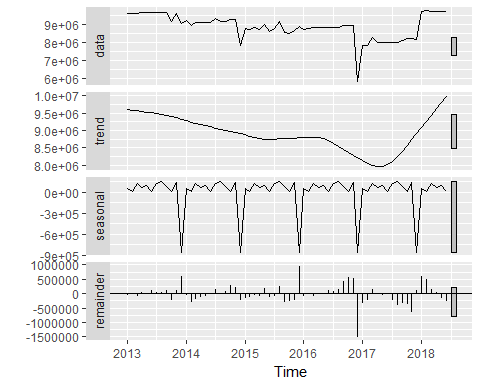 data
9e+06
8e+06
7e+06
6e+06
trend
1.0e+07
9.5e+06
9.0e+06
8.5e+06
8.0e+06
seasonal
0e+00
-3e+05
-6e+05
-9e+05
remainder
1000000
500000
0
-500000
-1000000
-1500000
2013 2014 2015 2016 2017 2018
Time